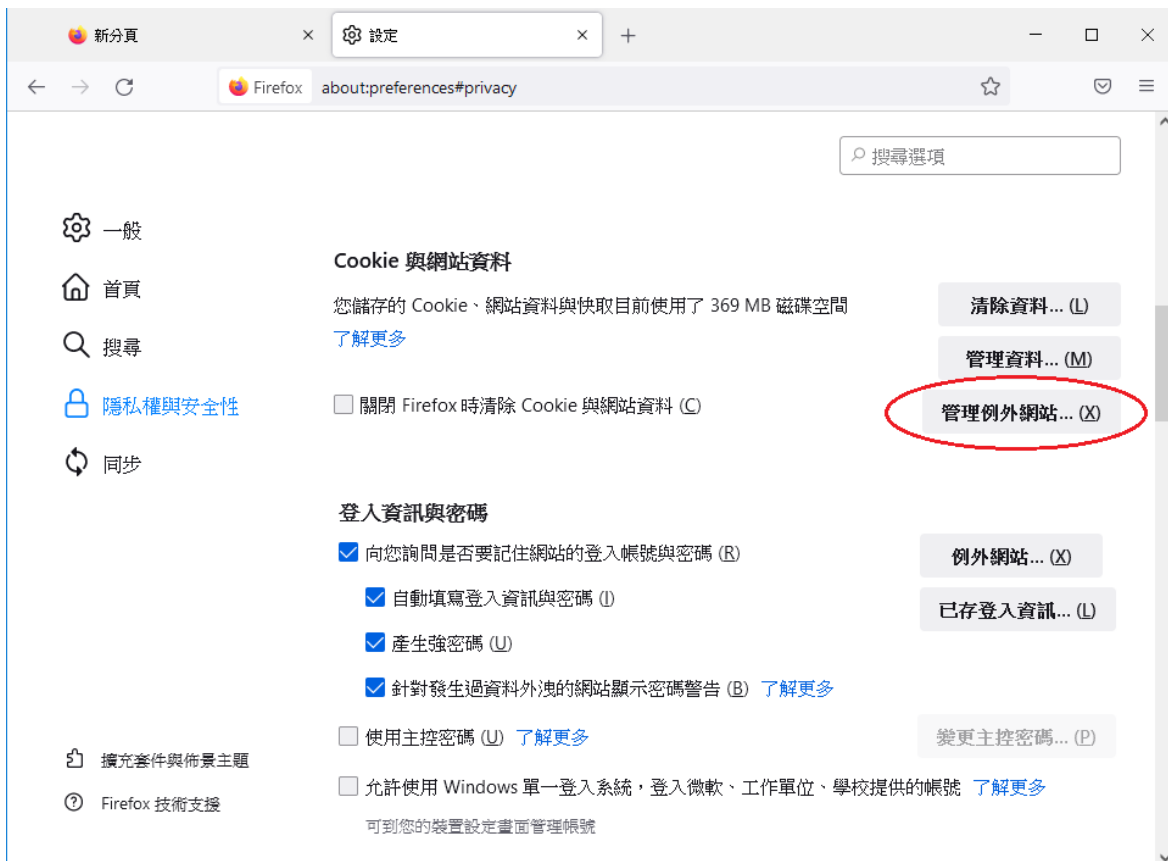 新分頁
設定
Firefox about:preferences#privacy
搜尋選項
一般
首頁
搜尋
隱私權與安全性
同步
擴充套件與佈景主題
Firefox 技術支援
Cookie 與網站資料
您儲存的 Cookie、網站資料與快取目前使用了 369 MB 磁碟空間
了解更多
清除資料... (L)
管理資料... (M)
關閉 Firefox 時清除 Cookie 與網站資料 (C)
管理例外網站... (X)
登入資訊與密碼
向您詢問是否要記住網站的登入帳號與密碼 (R)
例外網站... (X)
自動填寫登入資訊與密碼 (I)
已存登入資訊... (L)
產生強密碼 (U)
針對發生過資料外洩的網站顯示密碼警告 (B) 了解更多
使用主控密碼 (U) 了解更多
變更主控密碼... (P)
允許使用 Windows 單一登入系統，登入微軟、工作單位、學校提供的帳號 了解更多
可到您的裝置設定畫面管理帳號